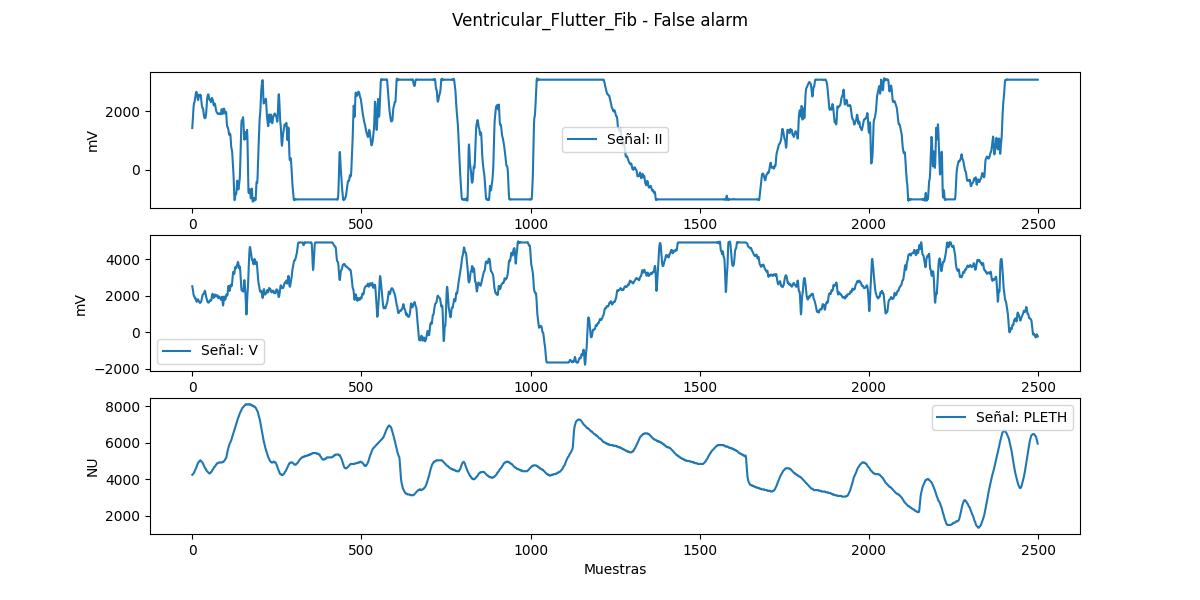 Ventricular_Flutter_Fib - False alarm
2000
0
mV
Señal: II
0 500 1000 1500 2000 2500
4000
2000
0
−2000
mV
Señal: V
0 500 1000 1500 2000 2500
8000
6000
4000
2000
NU
Señal: PLETH
0 500 1000 1500 2000 2500
Muestras